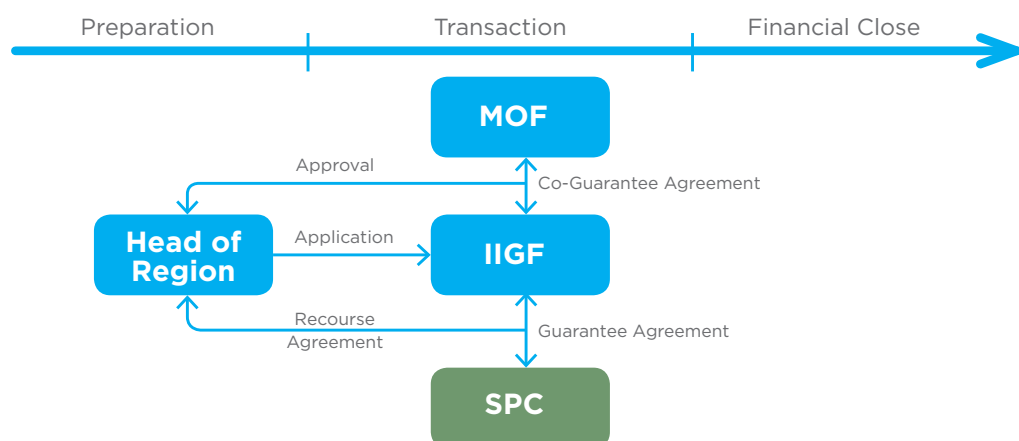 Preparation
Transaction
Financial Close
MOF
Approval
Co-Guarantee Agreement
Head of
Region
Application
IIGF
Recourse
Agreement
Guarantee Agreement
SPC